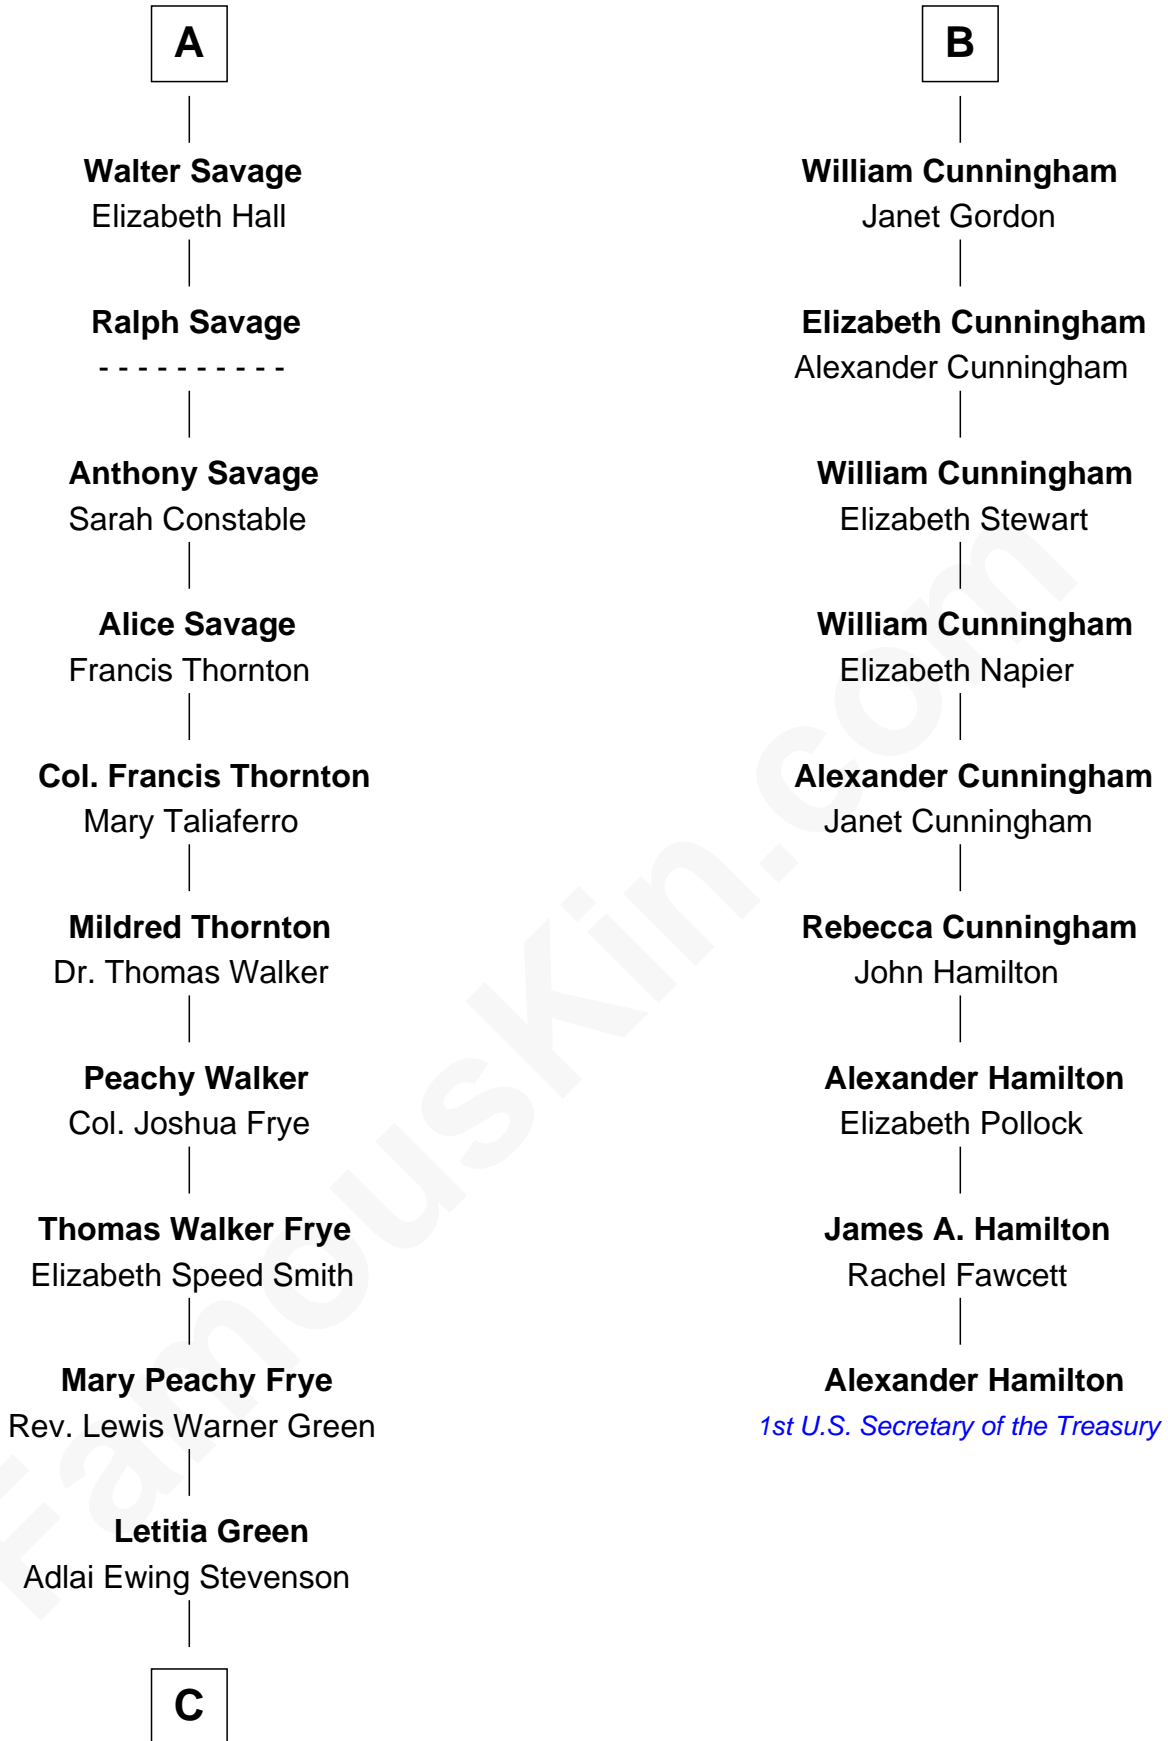 A
Walter Savage
Elizabeth Hall
Ralph Savage
- - - - - - - - - -
Anthony Savage
Sarah Constable
Alice Savage
Francis Thornton
Col. Francis Thornton
Mary Taliaferro
Mildred Thornton
Dr. Thomas Walker
Peachy Walker
Col. Joshua Frye
Thomas Walker Frye
Elizabeth Speed Smith
Mary Peachy Frye
Rev. Lewis Warner Green
Letitia Green
Adlai Ewing Stevenson
C
B
William Cunningham
Janet Gordon
Elizabeth Cunningham
Alexander Cunningham
William Cunningham
Elizabeth Stewart
William Cunningham
Elizabeth Napier
Alexander Cunningham
Janet Cunningham
Rebecca Cunningham
John Hamilton
Alexander Hamilton
Elizabeth Pollock
James A. Hamilton
Rachel Fawcett
Alexander Hamilton
1st U.S. Secretary of the Treasury
FamousKin.com